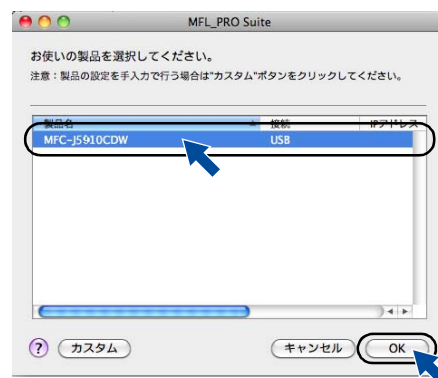 MFL_PRO Suite
お使いの製品を選択してください。
注意：製品の設定を手入力で行う場合は"カスタム"ボタンをクリックしてください。
製品名 接続 IPアドレス
MFC-J5910CDW USB
? カスタム キャンセル OK